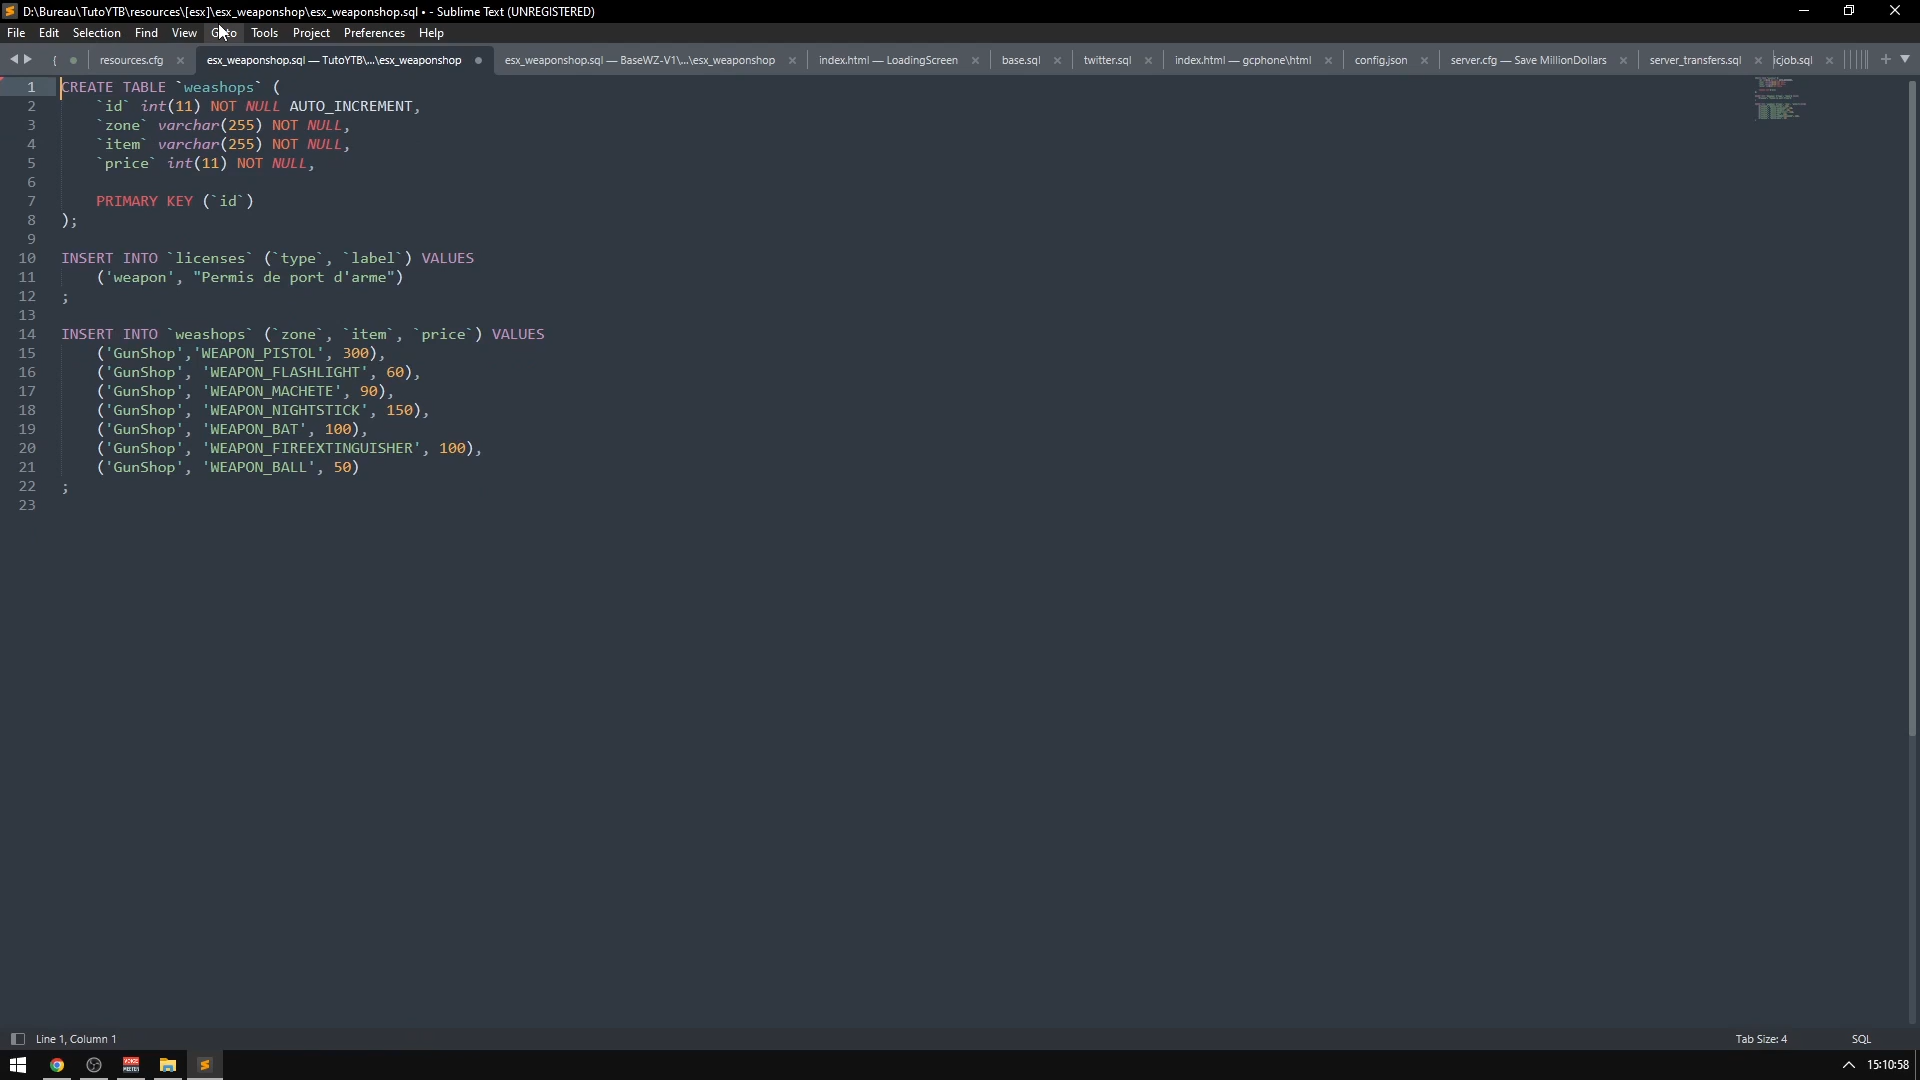 D:\Bureau\TutoYTB\resources\[esx]\esx_weaponshop\esx_weaponshop.sql • - Sublime Text (UNREGISTERED)
File Edit Selection Find View Goto Tools Project Preferences Help
{ resources.cfg esx_weaponshop.sql — TutoYTB\...\esx_weaponshop esx_weaponshop.sql — BaseWZ-V1\...\esx_weaponshop index.html — LoadingScreen base.sql twitter.sql index.html — gcphone\html config.json server.cfg — Save MillionDollars server_transfers.sql icjob.sql
1 CREATE TABLE `weashops` (
2 `id` int(11) NOT NULL AUTO_INCREMENT,
3 `zone` varchar(255) NOT NULL,
4 `item` varchar(255) NOT NULL,
5 `price` int(11) NOT NULL,
6
7 PRIMARY KEY (`id`)
8 );
9
10 INSERT INTO `licenses` (`type`, `label`) VALUES
11 ('weapon', "Permis de port d'arme")
12 ;
13
14 INSERT INTO `weashops` (`zone`, `item`, `price`) VALUES
15 ('GunShop','WEAPON_PISTOL', 300),
16 ('GunShop', 'WEAPON_FLASHLIGHT', 60),
17 ('GunShop', 'WEAPON_MACHETE', 90),
18 ('GunShop', 'WEAPON_NIGHTSTICK', 150),
19 ('GunShop', 'WEAPON_BAT', 100),
20 ('GunShop', 'WEAPON_FIREEXTINGUISHER', 100),
21 ('GunShop', 'WEAPON_BALL', 50)
22 ;
23
Line 1, Column 1 Tab Size: 4 SQL
15:10:58